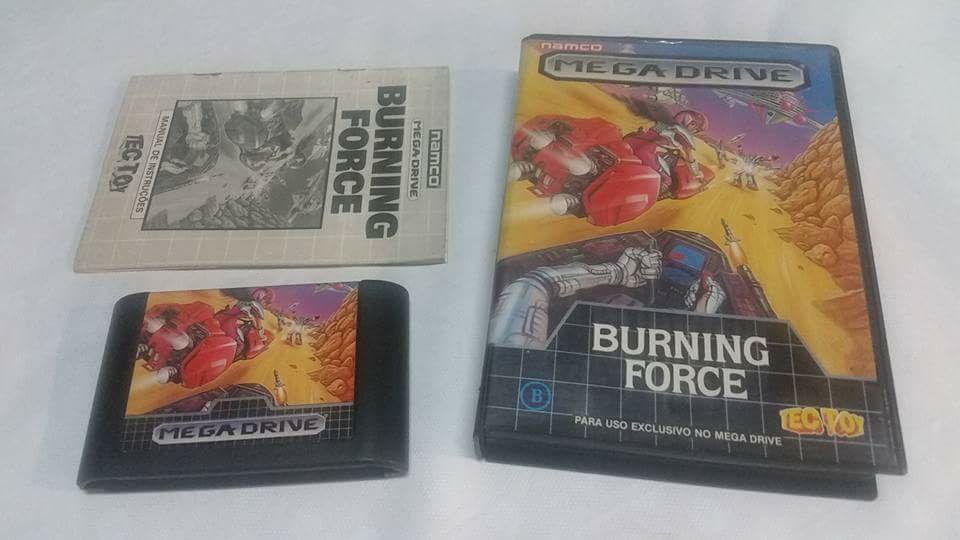 namco
MEGA DRIVE
BURNING
FORCE
MANUAL DE INSTRUÇÕES
TEC TOY
MEGA DRIVE
namco
MEGA DRIVE
BURNING
FORCE
B
PARA USO EXCLUSIVO NO MEGA DRIVE
TEC TOY